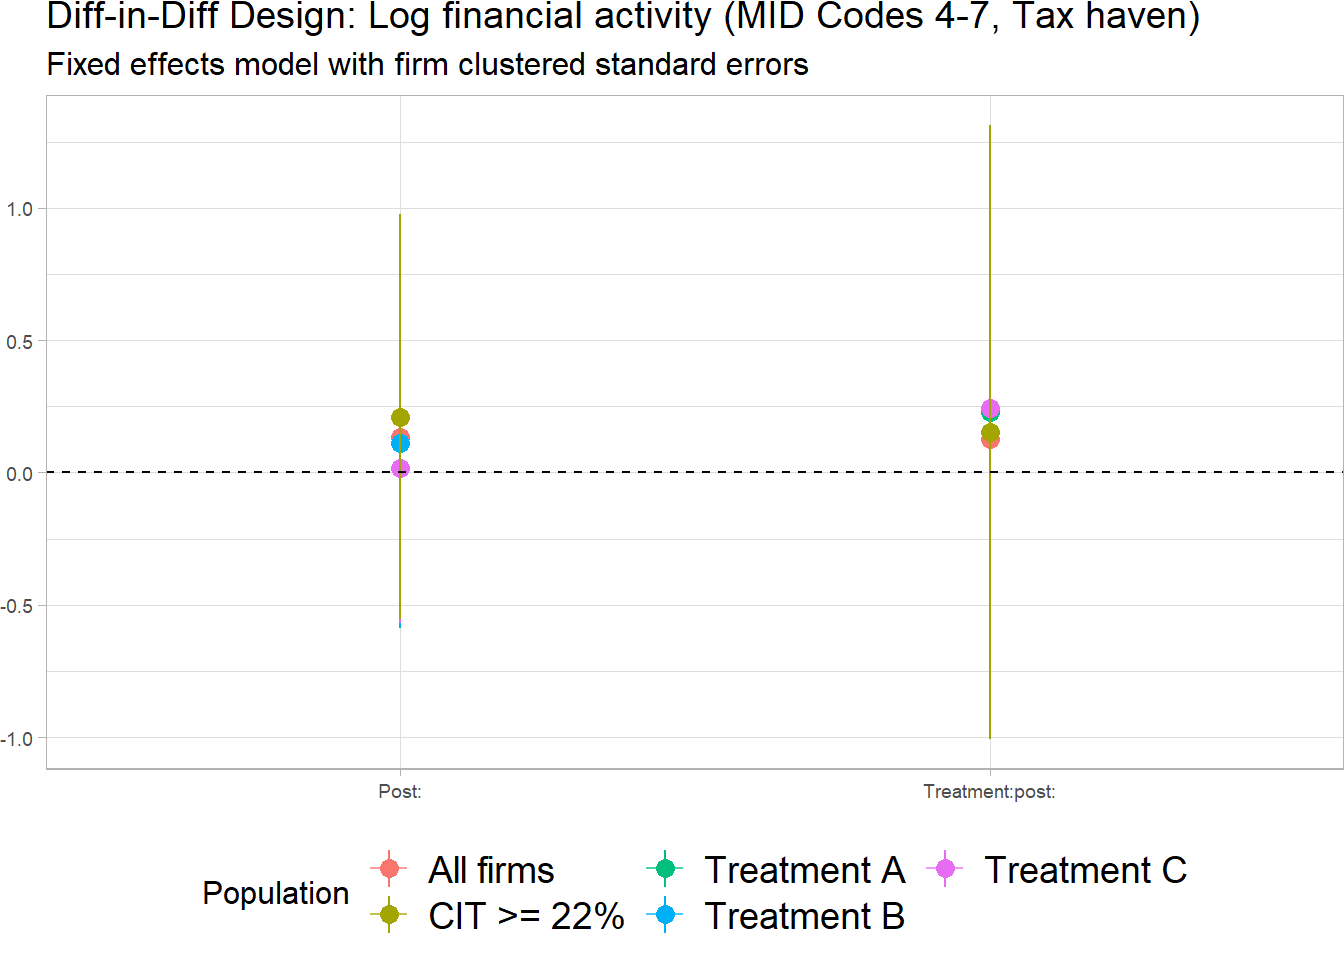 Diff-in-Diff Design: Log financial activity (MID Codes 4-7, Tax haven)
Fixed effects model with firm clustered standard errors
1.0
0.5
0.0
-0.5
-1.0
Post:
Treatment:post:
Population
All firms
Treatment A
Treatment C
CIT >= 22%
Treatment B